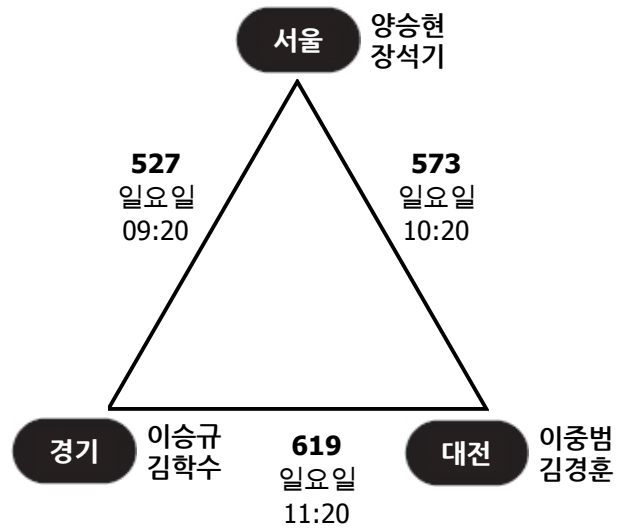 서울
양승현
장석기
527
일요일
09:20
573
일요일
10:20
경기
이승규
김학수
619
일요일
11:20
대전
이중범
김경훈